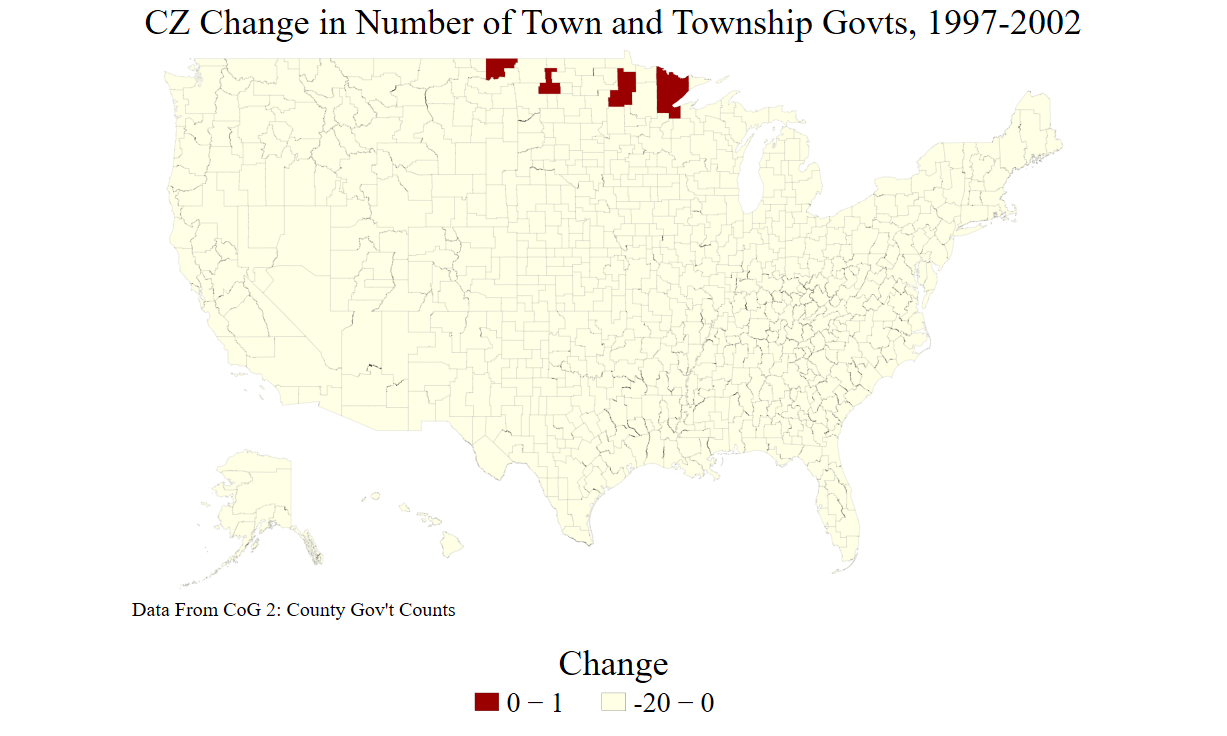 CZ Change in Number of Town and Township Govts, 1997-2002
Data From CoG 2: County Gov't Counts
Change
0 − 1
-20 − 0